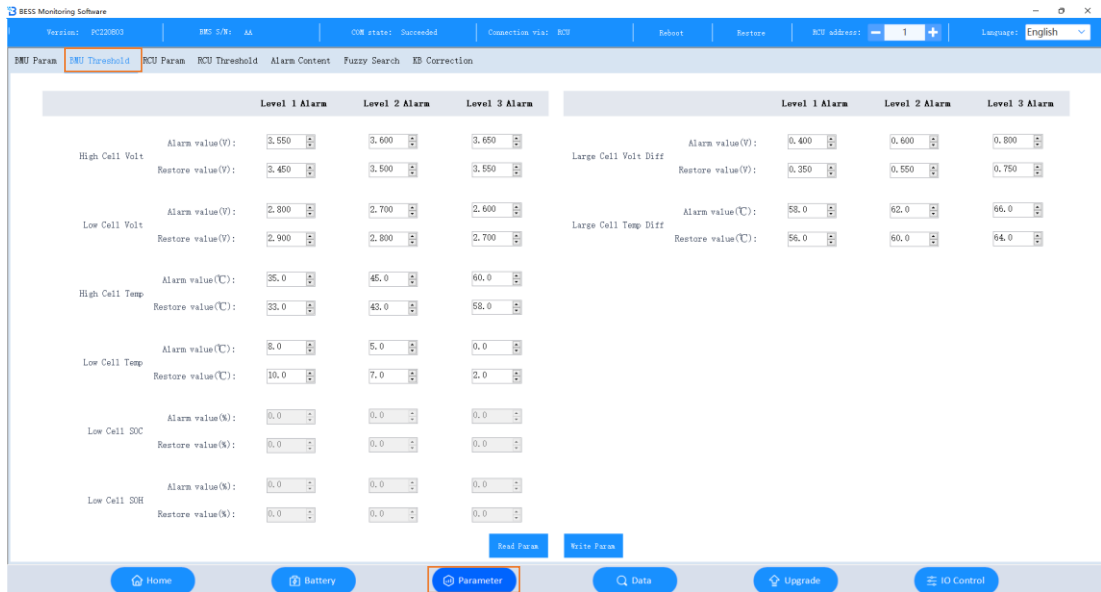 BESS Monitoring Software
Version: PC220803 BMS S/N: AA COM state: Succeeded Connection via: RCU Reboot Restore RCU address: 1 Language: English
BMU Param BMU Threshold RCU Param RCU Threshold Alarm Content Fuzzy Search KB Correction
Level 1 Alarm Level 2 Alarm Level 3 Alarm
High Cell Volt
Alarm value(V): 3.550 3.600 3.650
Restore value(V): 3.450 3.500 3.550
Low Cell Volt
Alarm value(V): 2.800 2.700 2.600
Restore value(V): 2.900 2.800 2.700
High Cell Temp
Alarm value(℃): 35.0 45.0 60.0
Restore value(℃): 33.0 43.0 58.0
Low Cell Temp
Alarm value(℃): 8.0 5.0 0.0
Restore value(℃): 10.0 7.0 2.0
Low Cell SOC
Alarm value(%): 0.0 0.0 0.0
Restore value(%): 0.0 0.0 0.0
Low Cell SOH
Alarm value(%): 0.0 0.0 0.0
Restore value(%): 0.0 0.0 0.0
Level 1 Alarm Level 2 Alarm Level 3 Alarm
Large Cell Volt Diff
Alarm value(V): 0.400 0.600 0.800
Restore value(V): 0.350 0.550 0.750
Large Cell Temp Diff
Alarm value(℃): 58.0 62.0 66.0
Restore value(℃): 56.0 60.0 64.0
Read Param Write Param
Home Battery Parameter Data Upgrade IO Control